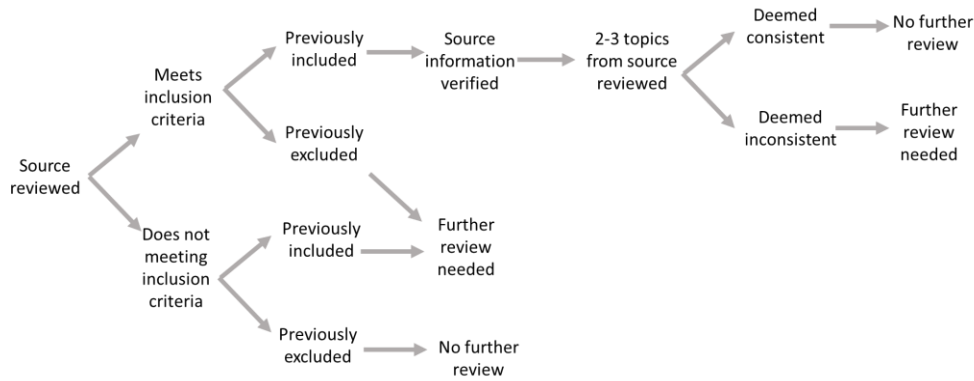 Source
reviewed
Meets
inclusion
criteria
Previously
included
Source
information
verified
2-3 topics
from source
reviewed
Deemed
consistent
No further
review
Deemed
inconsistent
Further
review
needed
Previously
excluded
Does not
meeting
inclusion
criteria
Previously
included
Further
review
needed
Previously
excluded
No further
review